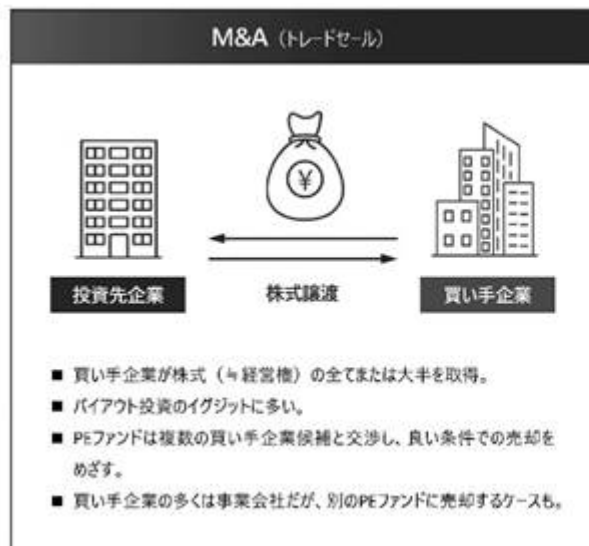 M&A（トレードセール）
¥
投資先企業
株式譲渡
買い手企業
■ 買い手企業が株式（≒経営権）の全てまたは大半を取得。
■ バイアウト投資のイグジットに多い。
■ PEファンドは複数の買い手企業候補と交渉し、良い条件での売却を
めざす。
■ 買い手企業の多くは事業会社だが、別のPEファンドに売却するケースも。